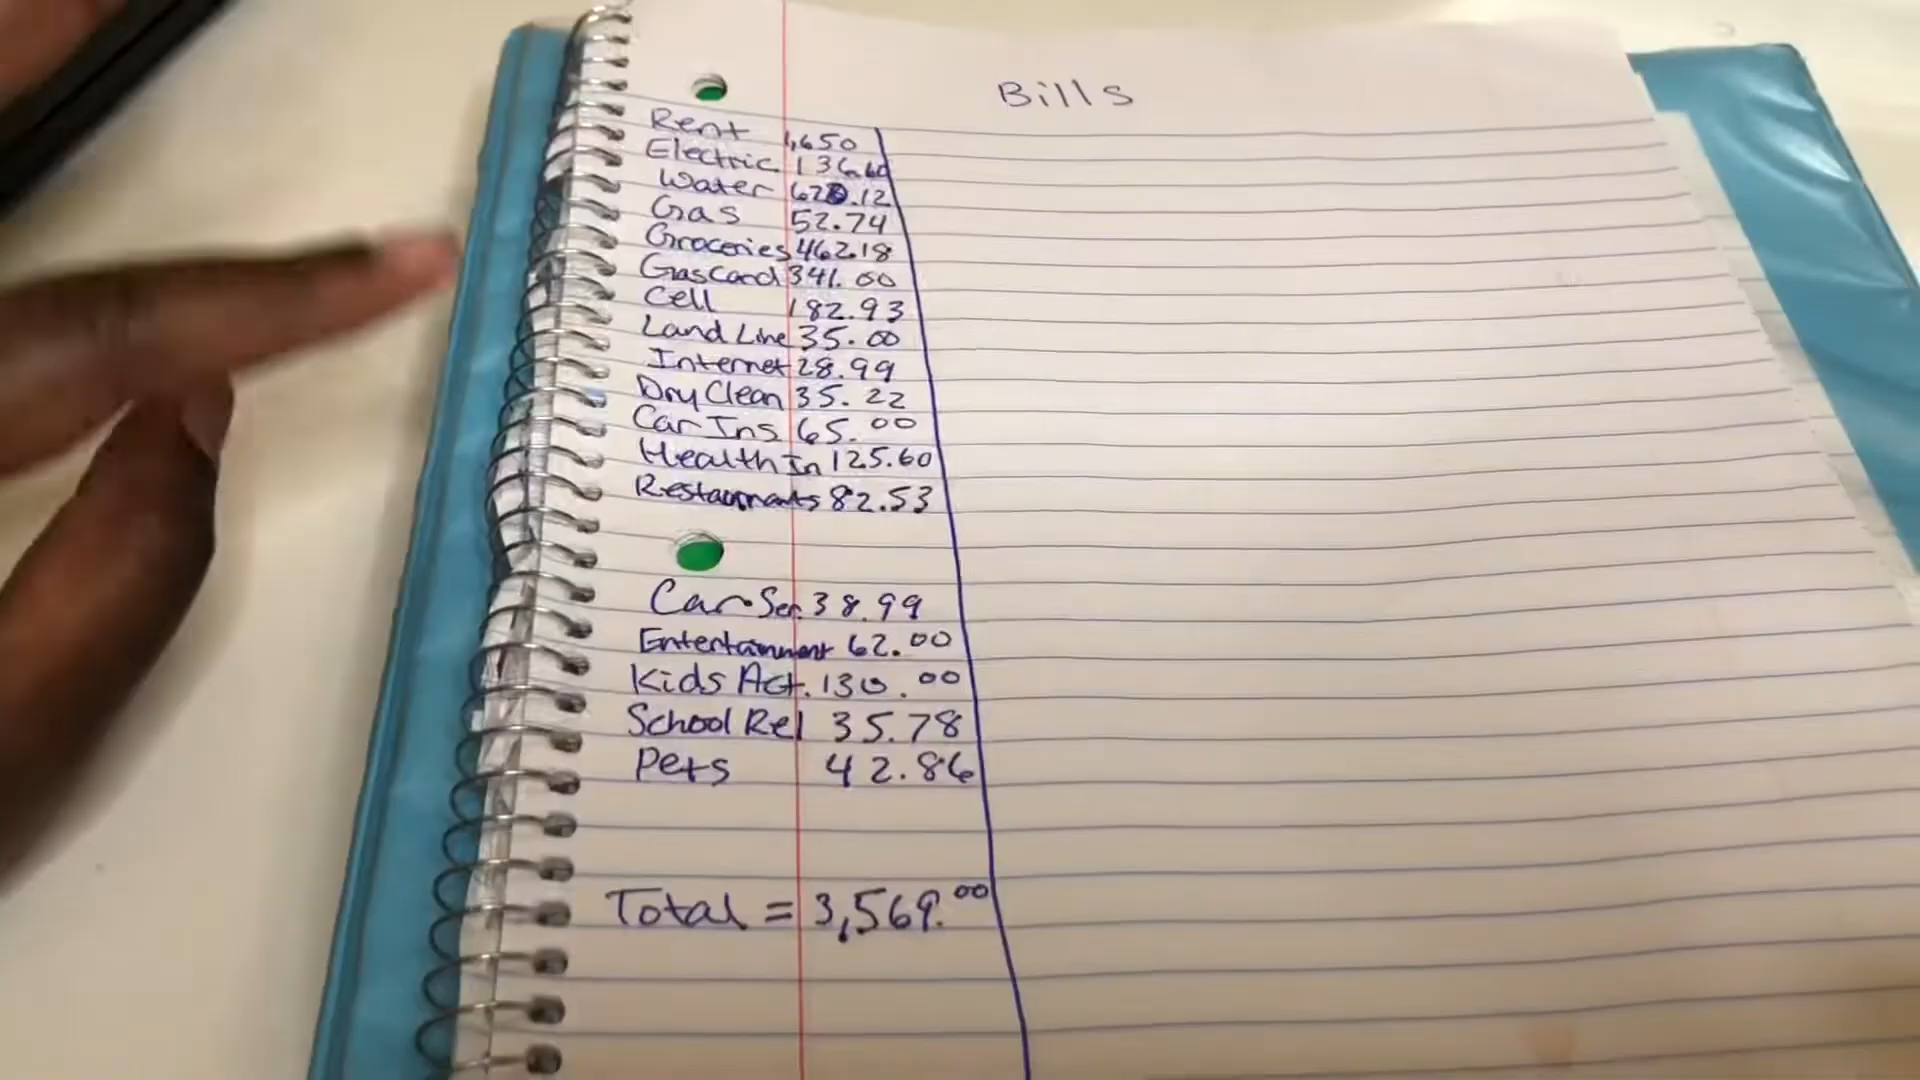 Bills
Rent 1,650
Electric 136.60
Water 62.12
Gas 52.74
Groceries 462.18
Gas Card 341.00
Cell 182.93
Land Line 35.00
Internet 28.99
Dry Clean 35.22
Car Ins 65.00
Health In 125.60
Restaurants 82.53
Car Ser. 38.99
Entertainment 62.00
Kids Act. 130.00
School Rel 35.78
Pets 42.86
Total = 3,569.00